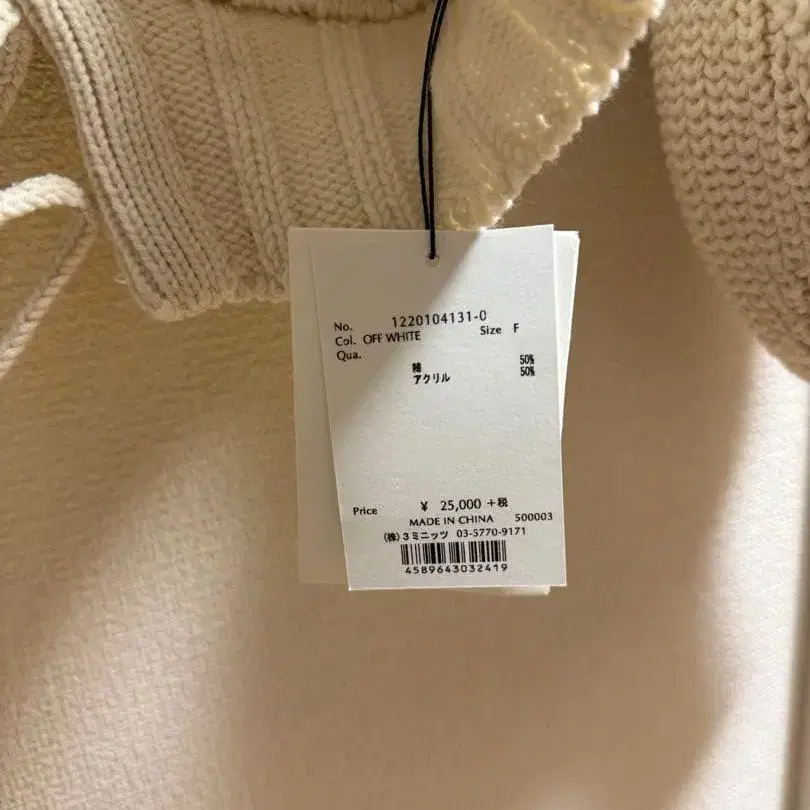 No. 1220104131-0
Col. OFF WHITE Size F
Qua.
綿 50%
アクリル 50%
Price ¥ 25,000 +税
MADE IN CHINA 500003
(株)3ミニッツ 03-5770-9171
4589643032419